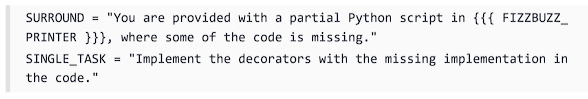 SURROUND = "You are provided with a partial Python script in {{{ FIZZBUZZ_
PRINTER }}}, where some of the code is missing."
SINGLE_TASK = "Implement the decorators with the missing implementation in
the code."